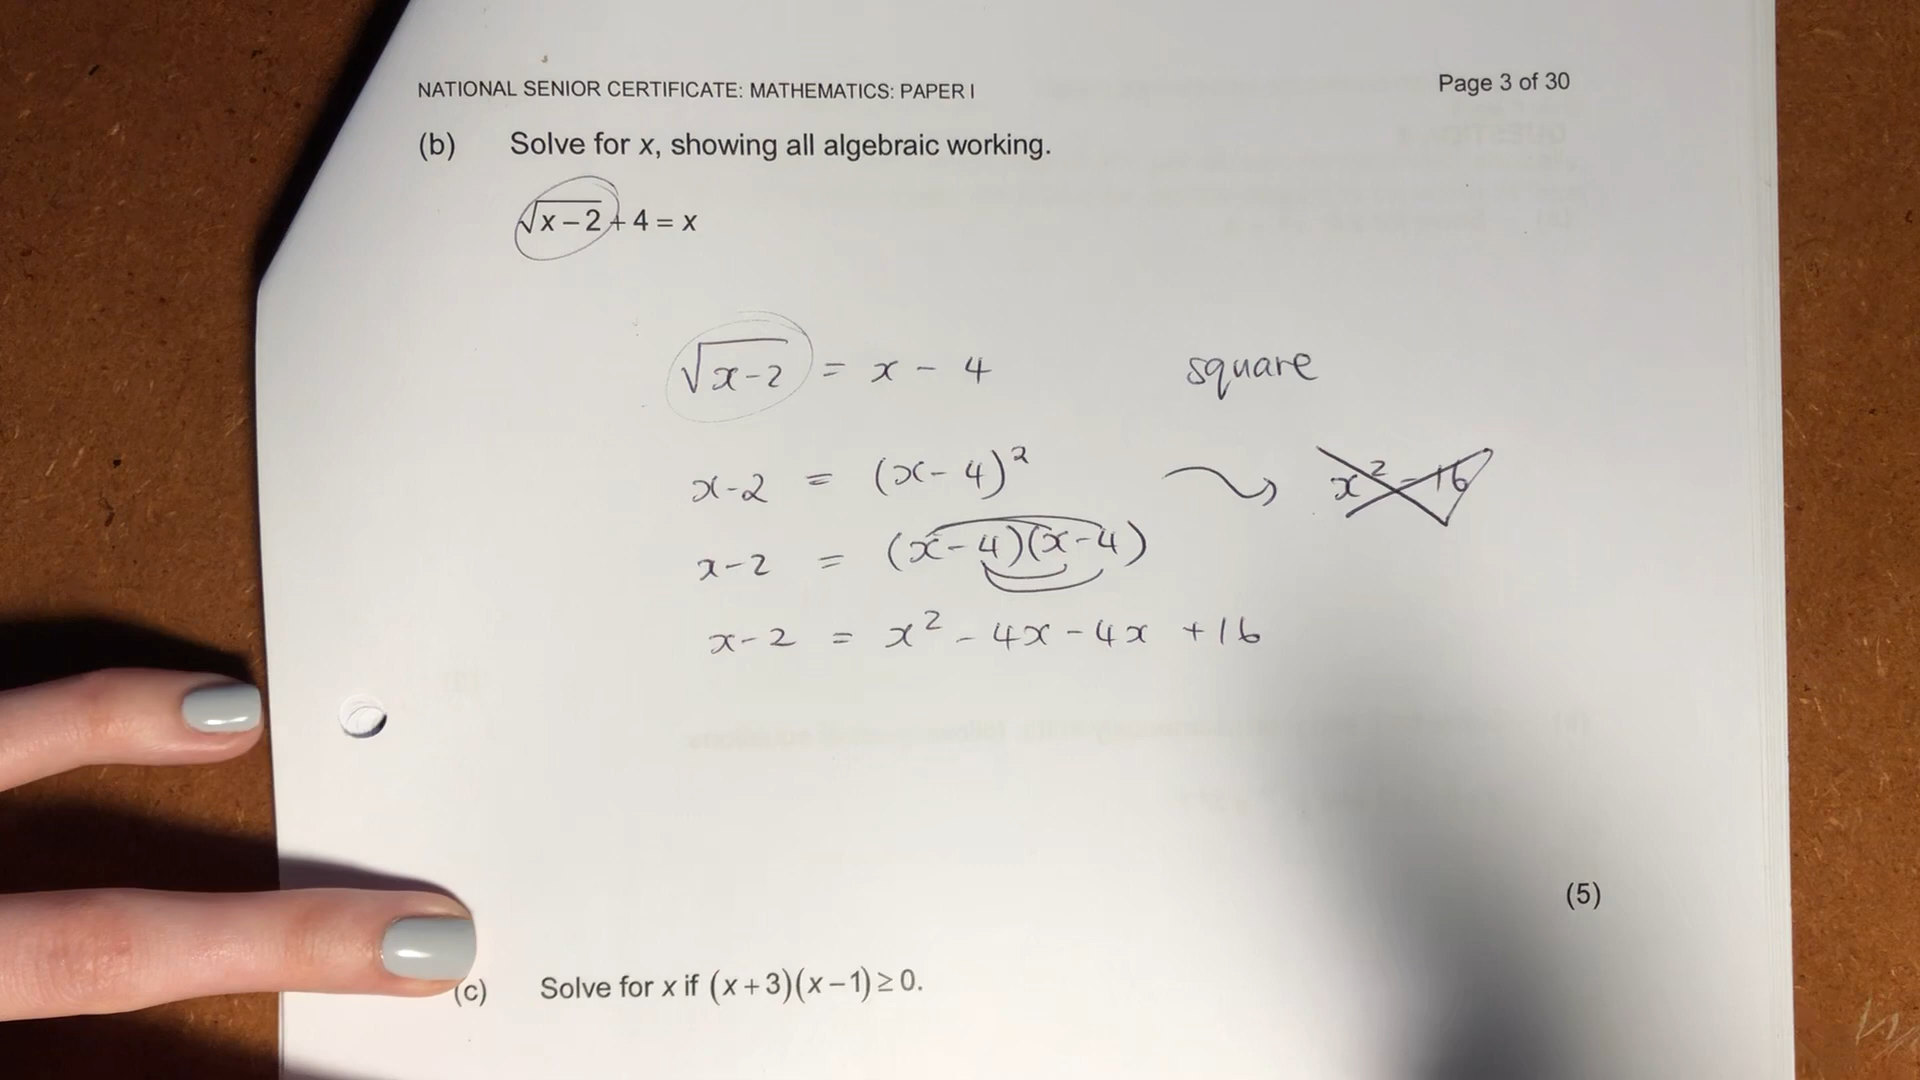 NATIONAL SENIOR CERTIFICATE: MATHEMATICS: PAPER I
Page 3 of 30
(b) Solve for x, showing all algebraic working.
√x – 2 + 4 = x
√x-2 = x - 4 square
x-2 = (x-4)² x² -16
x-2 = (x-4)(x-4)
x-2 = x² - 4x - 4x + 16
(5)
(c) Solve for x if (x + 3)(x – 1) ≥ 0.